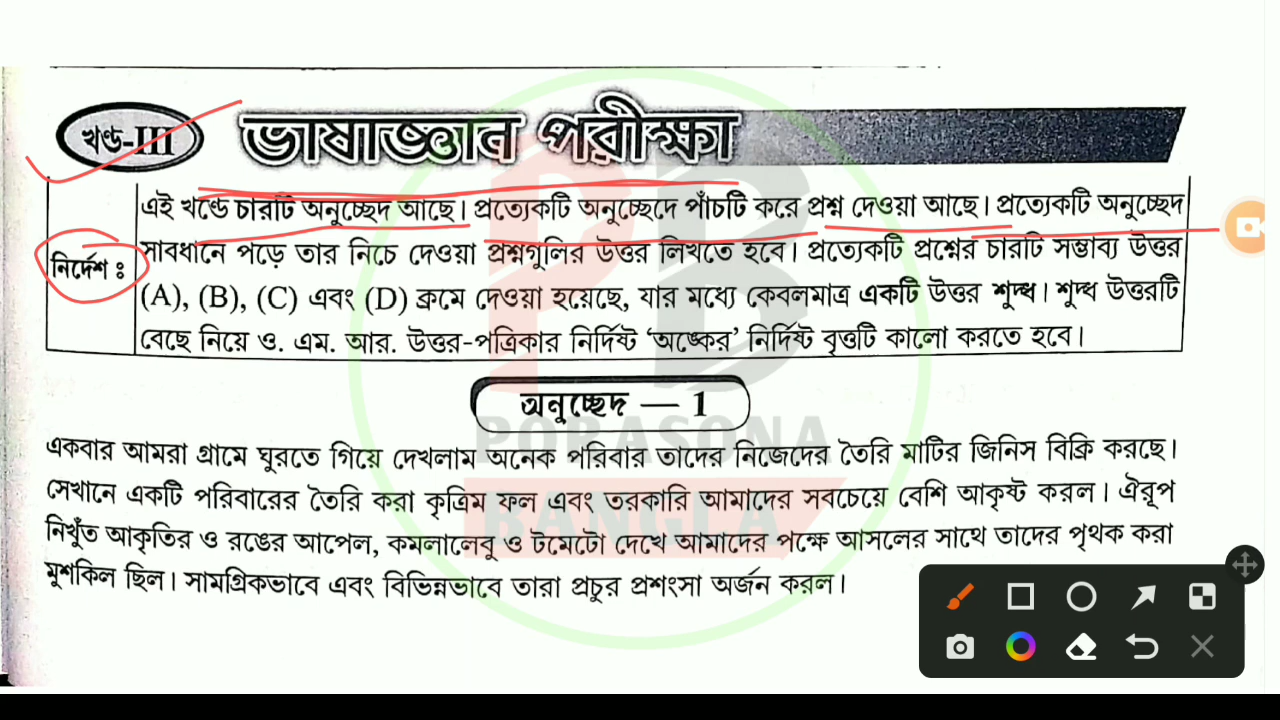 খণ্ড-III
ভাষাজ্ঞান পরীক্ষা
নির্দেশ ঃ
এই খণ্ডে চারটি অনুচ্ছেদ আছে। প্রত্যেকটি অনুচ্ছেদে পাঁচটি করে প্রশ্ন দেওয়া আছে। প্রত্যেকটি অনুচ্ছেদ
সাবধানে পড়ে তার নিচে দেওয়া প্রশ্নগুলির উত্তর লিখতে হবে। প্রত্যেকটি প্রশ্নের চারটি সম্ভাব্য উত্তর
(A), (B), (C) এবং (D) ক্রমে দেওয়া হয়েছে, যার মধ্যে কেবলমাত্র একটি উত্তর শুদ্ধ। শুদ্ধ উত্তরটি
বেছে নিয়ে ও. এম. আর. উত্তর-পত্রিকার নির্দিষ্ট ‘অঙ্কের’ নির্দিষ্ট বৃত্তটি কালো করতে হবে।
অনুচ্ছেদ — 1
একবার আমরা গ্রামে ঘুরতে গিয়ে দেখলাম অনেক পরিবার তাদের নিজেদের তৈরি মাটির জিনিস বিক্রি করছে।
সেখানে একটি পরিবারের তৈরি করা কৃত্রিম ফল এবং তরকারি আমাদের সবচেয়ে বেশি আকৃষ্ট করল। ঐরূপ
নিখুঁত আকৃতির ও রঙের আপেল, কমলালেবু ও টমেটো দেখে আমাদের পক্ষে আসলের সাথে তাদের পৃথক করা
মুশকিল ছিল। সামগ্রিকভাবে এবং বিভিন্নভাবে তারা প্রচুর প্রশংসা অর্জন করল।
PB
PORASONA
BANGLA